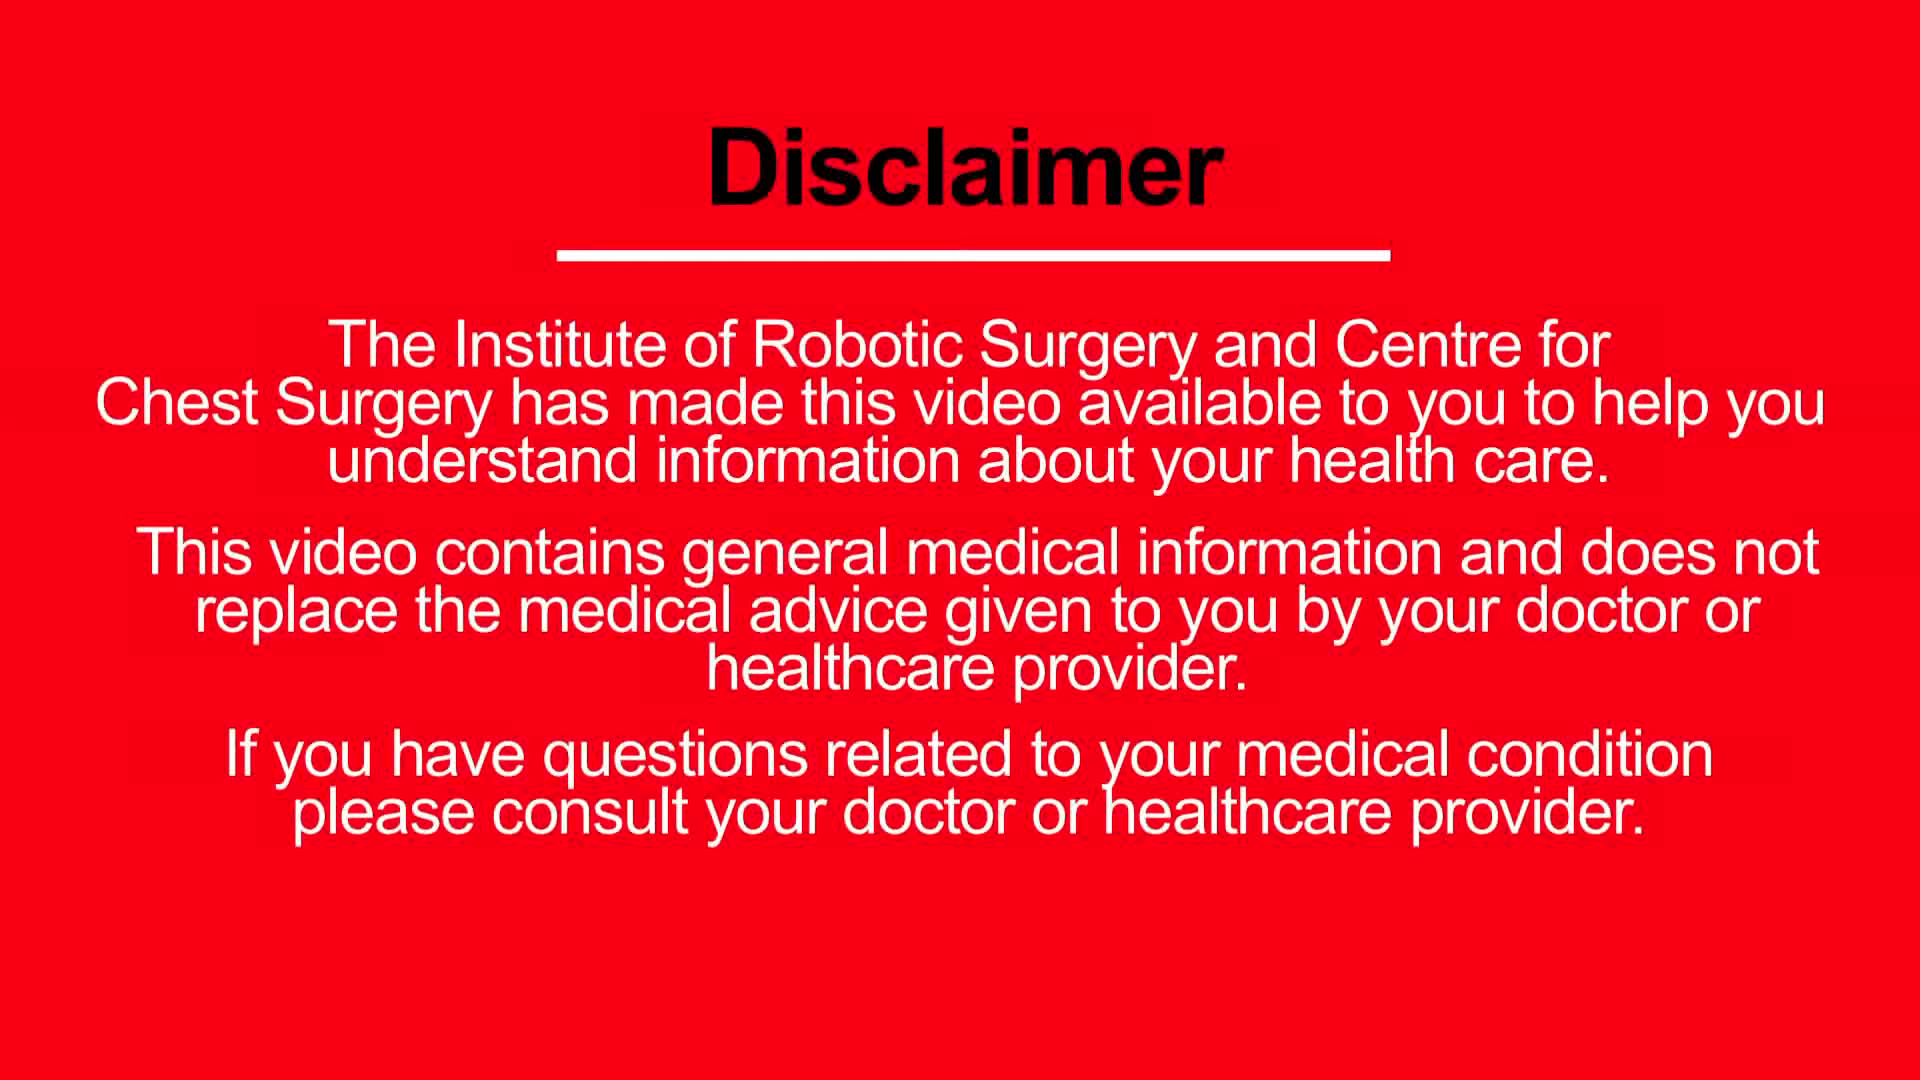 Disclaimer
The Institute of Robotic Surgery and Centre for
Chest Surgery has made this video available to you to help you
understand information about your health care.
This video contains general medical information and does not
replace the medical advice given to you by your doctor or
healthcare provider.
If you have questions related to your medical condition
please consult your doctor or healthcare provider.